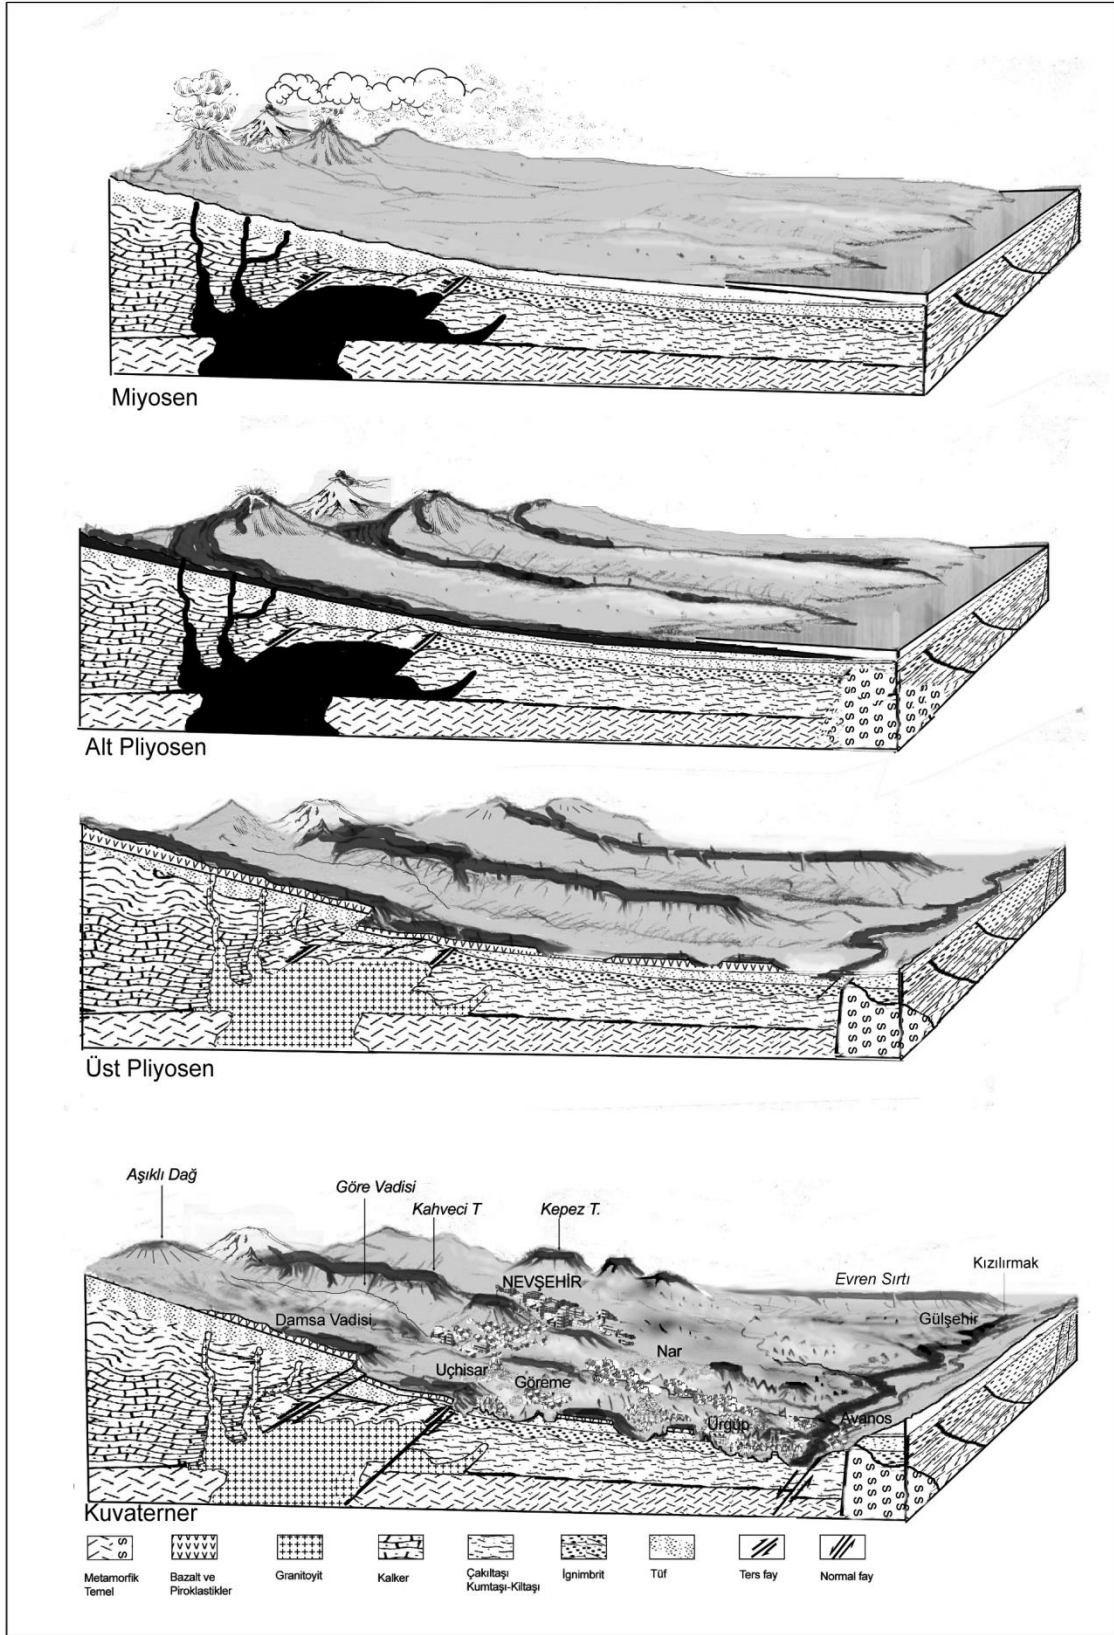 Miyosen
Alt Pliyosen
Üst Pliyosen
Aşıklı Dağ
Göre Vadisi
Kahveci T
Kepez T.
NEVŞEHİR
Evren Sırtı
Kızılırmak
Gülşehir
Damsa Vadisi
Nar
Uçhisar
Göreme
Ürgüp
Avanos
Kuvaterner
S
S
Metamorfik
Temel
Bazalt ve
Piroklastikler
Granitoyit
Kalker
Çakıltaşı
Kumtaşı-Kiltaşı
İgnimbrit
Tüf
Ters fay
Normal fay